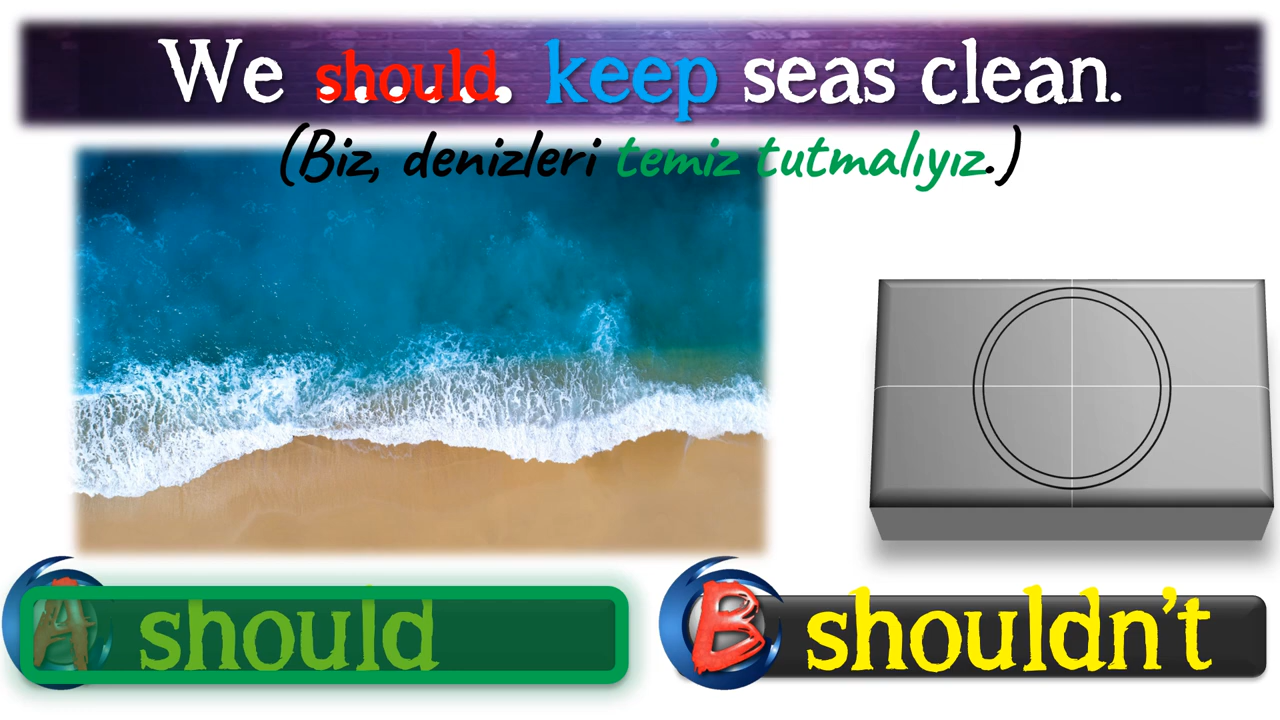 We should..... keep seas clean.
(Biz, denizleri temiz tutmalıyız.)
A should
B shouldn't